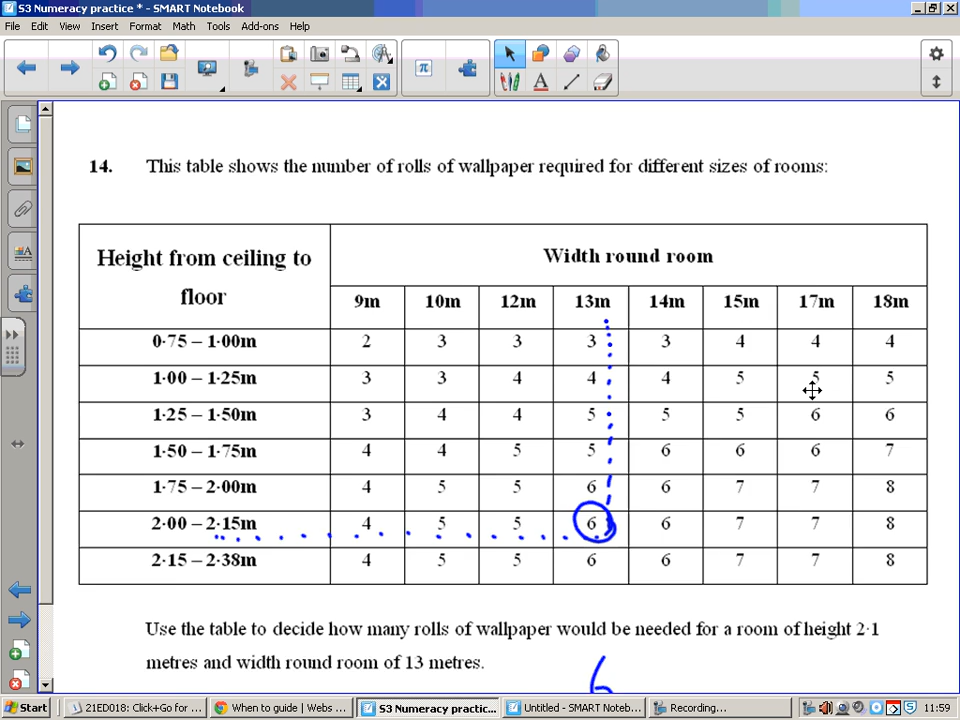 S3 Numeracy practice * - SMART Notebook
File Edit View Insert Format Math Tools Add-ons Help
14. This table shows the number of rolls of wallpaper required for different sizes of rooms:
Height from ceiling to floor
Width round room
9m 10m 12m 13m 14m 15m 17m 18m
0·75 – 1·00m 2 3 3 3 3 4 4 4
1·00 – 1·25m 3 3 4 4 4 5 5 5
1·25 – 1·50m 3 4 4 5 5 5 6 6
1·50 – 1·75m 4 4 5 5 6 6 6 7
1·75 – 2·00m 4 5 5 6 6 7 7 8
2·00 – 2·15m 4 5 5 6 6 7 7 8
2·15 – 2·38m 4 5 5 6 6 7 7 8
Use the table to decide how many rolls of wallpaper would be needed for a room of height 2·1
metres and width round room of 13 metres.
6
Start 21ED018: Click+Go for ... When to guide | Webs ... S3 Numeracy practic... Untitled - SMART Noteb... Recording... 11:59